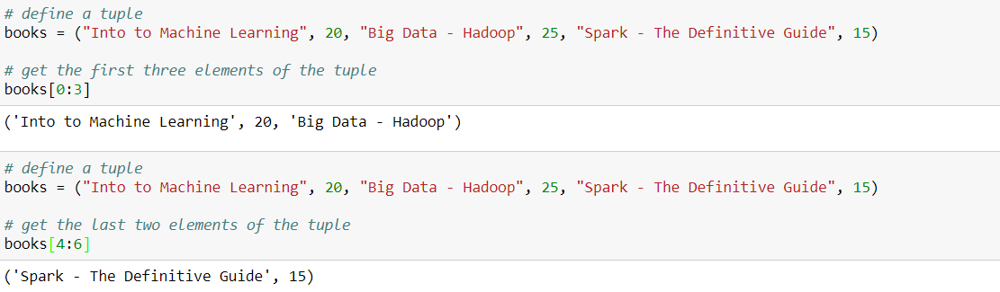 # define a tuple
books = ("Into to Machine Learning", 20, "Big Data - Hadoop", 25, "Spark - The Definitive Guide", 15)
# get the first three elements of the tuple
books[0:3]
('Into to Machine Learning', 20, 'Big Data - Hadoop')
# define a tuple
books = ("Into to Machine Learning", 20, "Big Data - Hadoop", 25, "Spark - The Definitive Guide", 15)
# get the last two elements of the tuple
books[4:6]
('Spark - The Definitive Guide', 15)